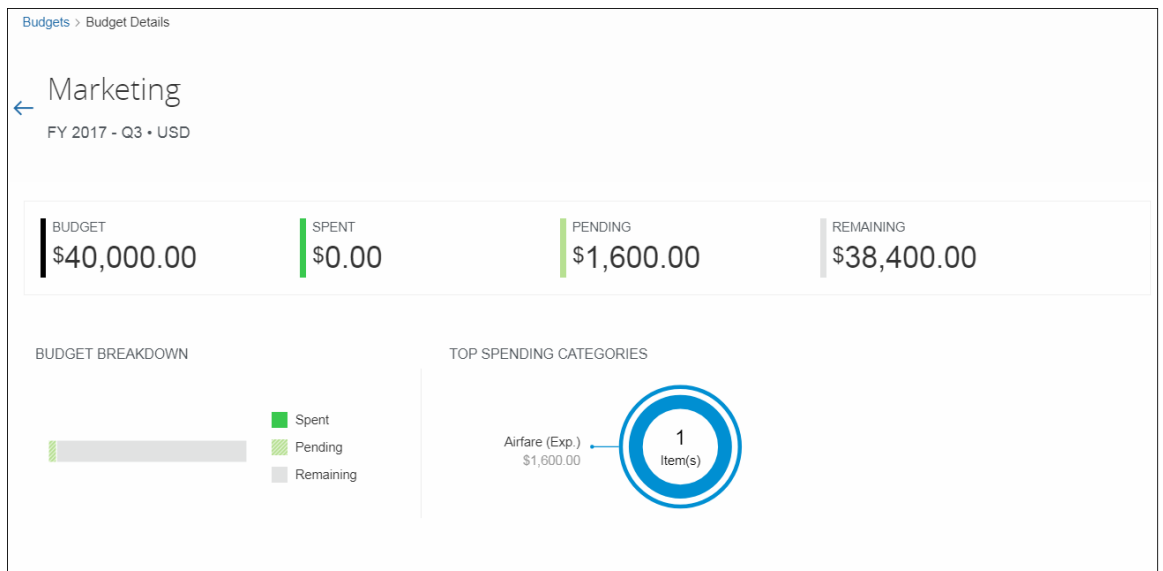 Budgets > Budget Details
Marketing
FY 2017 - Q3 • USD
BUDGET
$40,000.00
SPENT
$0.00
PENDING
$1,600.00
REMAINING
$38,400.00
BUDGET BREAKDOWN
Spent
Pending
Remaining
TOP SPENDING CATEGORIES
Airfare (Exp.)
$1,600.00
1
Item(s)